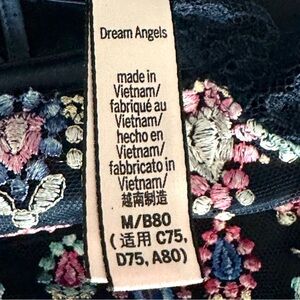 Dream Angels
made in
Vietnam/
fabriqué au
Vietnam/
hecho en
Vietnam/
fabbricato in
Vietnam/
越南制造
M/B80
(适用 C75,
D75, A80)